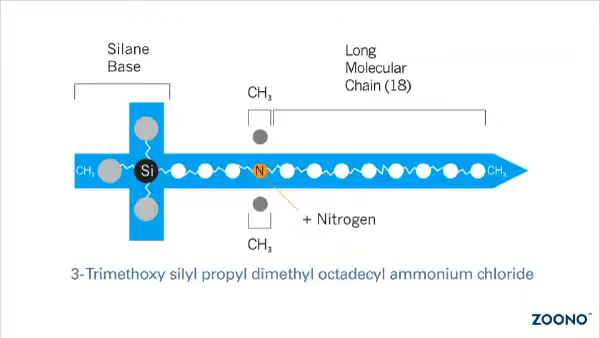 Silane
Base
Long
Molecular
Chain (18)
CH₃
CH₃ Si N CH₃
+ Nitrogen
CH₃
3-Trimethoxy silyl propyl dimethyl octadecyl ammonium chloride
ZOONO™